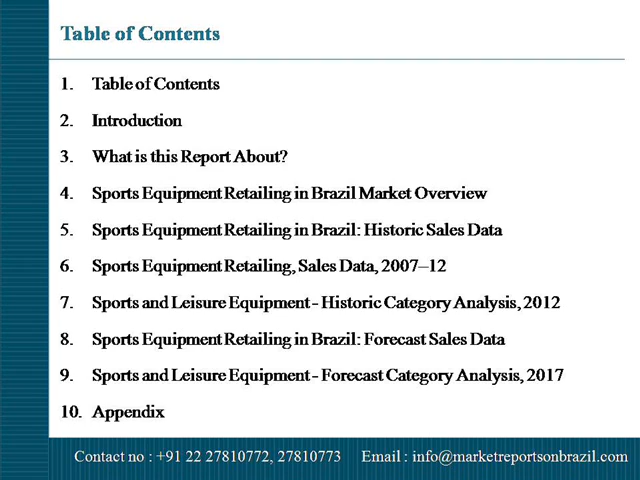 Table of Contents
1. Table of Contents
2. Introduction
3. What is this Report About?
4. Sports Equipment Retailing in Brazil Market Overview
5. Sports Equipment Retailing in Brazil: Historic Sales Data
6. Sports Equipment Retailing, Sales Data, 2007–12
7. Sports and Leisure Equipment - Historic Category Analysis, 2012
8. Sports Equipment Retailing in Brazil: Forecast Sales Data
9. Sports and Leisure Equipment - Forecast Category Analysis, 2017
10. Appendix
Contact no : +91 22 27810772, 27810773 Email : info@marketreportsonbrazil.com